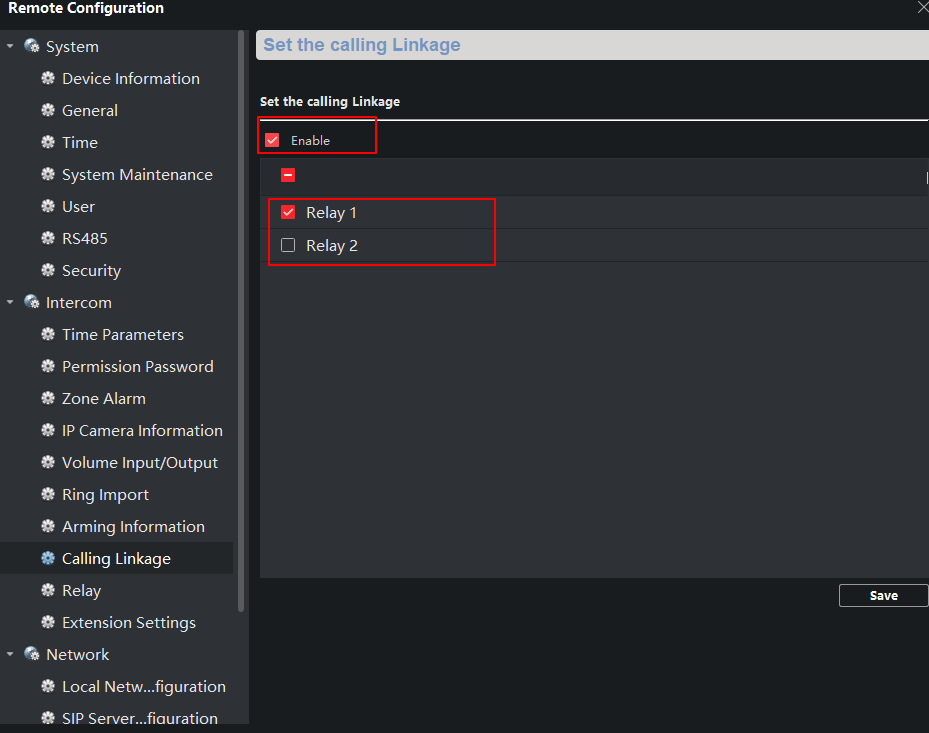 Remote Configuration
System
Device Information
General
Time
System Maintenance
User
RS485
Security
Intercom
Time Parameters
Permission Password
Zone Alarm
IP Camera Information
Volume Input/Output
Ring Import
Arming Information
Calling Linkage
Relay
Extension Settings
Network
Local Netw...figuration
SIP Server...figuration
Set the calling Linkage
Set the calling Linkage
Enable
Relay 1
Relay 2
Save